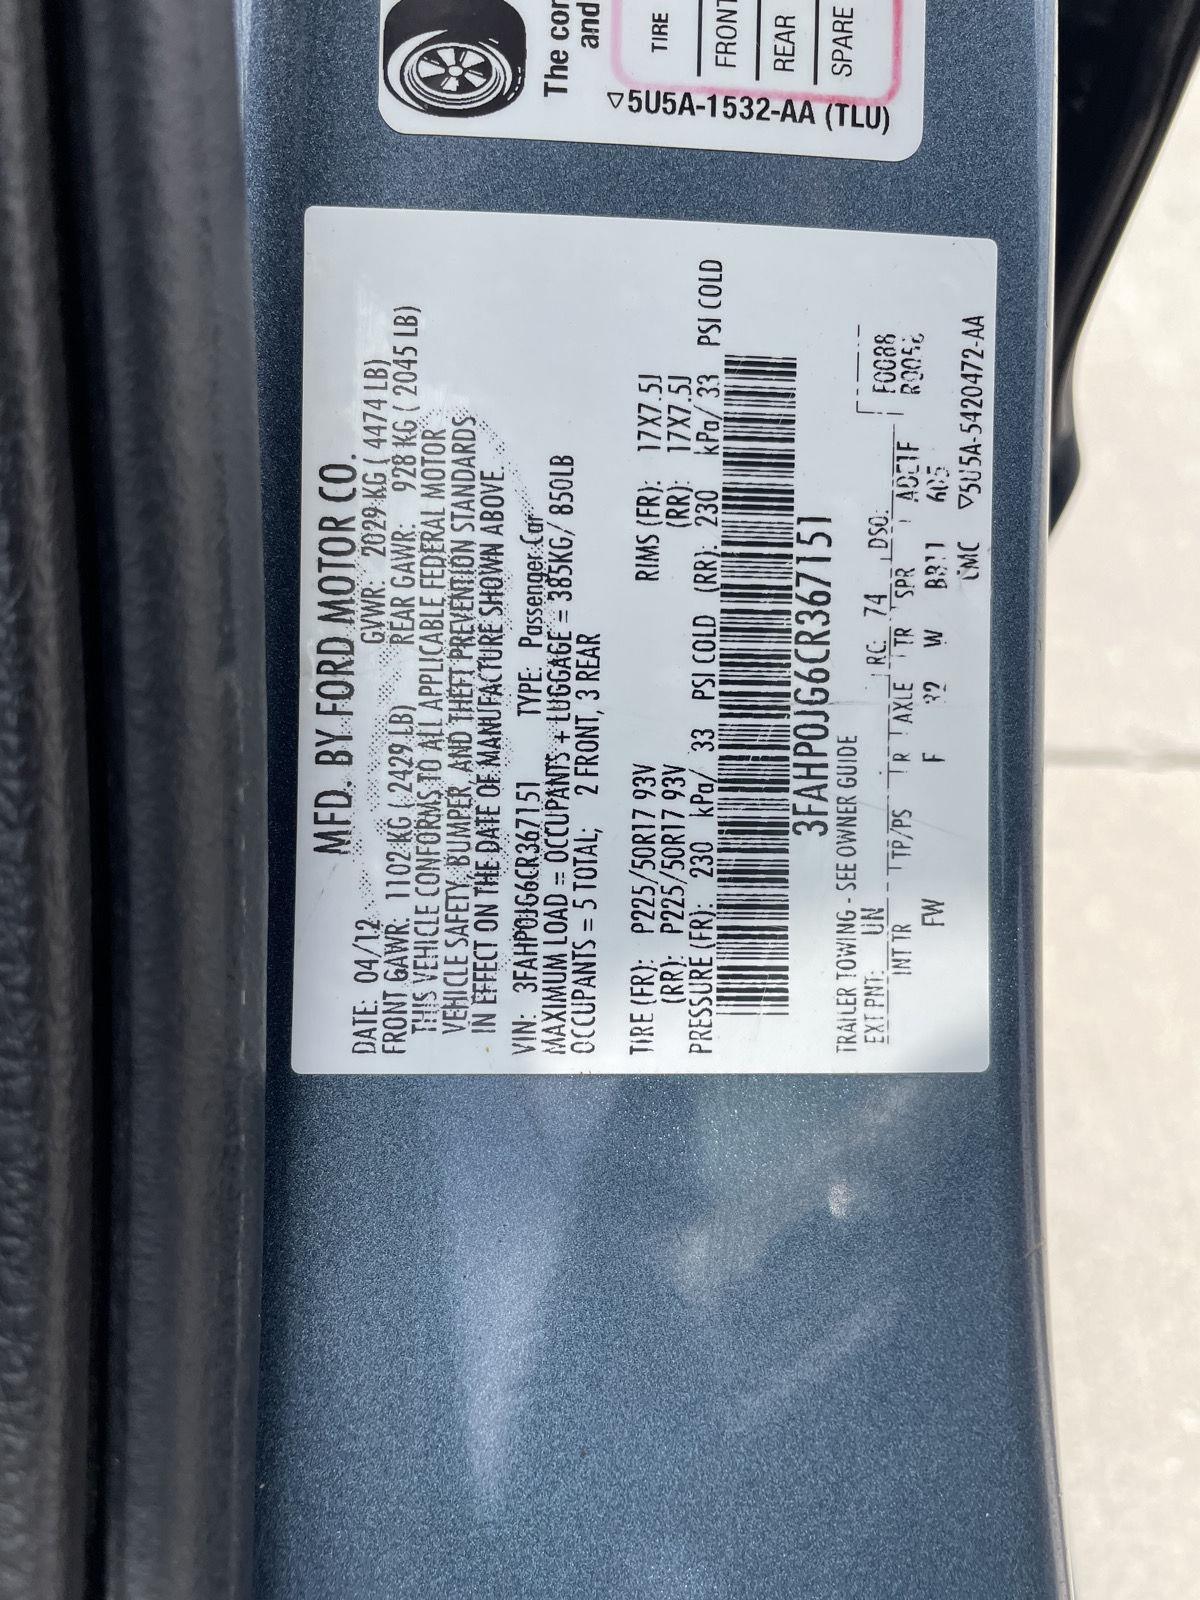 The cor
and
TIRE
FRONT
REAR
SPARE
▽5U5A-1532-AA (TLU)
MFD. BY FORD MOTOR CO.
DATE: 04/12 GVWR: 2029 KG ( 4474 LB)
FRONT GAWR: 1102 KG ( 2429 LB) REAR GAWR: 928 KG ( 2045 LB)
THIS VEHICLE CONFORMS TO ALL APPLICABLE FEDERAL MOTOR
VEHICLE SAFETY, BUMPER, AND THEFT PREVENTION STANDARDS
IN EFFECT ON THE DATE OF MANUFACTURE SHOWN ABOVE.
VIN: 3FAHP0JG6CR367151 TYPE: Passenger Car
MAXIMUM LOAD = OCCUPANTS + LUGGAGE = 385KG/ 850LB
OCCUPANTS = 5 TOTAL; 2 FRONT, 3 REAR
TIRE (FR): P225/50R17 93V RIMS (FR): 17X7.5J
(RR): P225/50R17 93V (RR): 17X7.5J
PRESSURE (FR): 230 kPa/ 33 PSI COLD (RR): 230 kPa/ 33 PSI COLD
3FAHP0JG6CR367151
TRAILER TOWING - SEE OWNER GUIDE
EXT PNT: UN RC: 74 DSO: F0088
INT TR TP/PS R AXLE TR SPR
FW F W
▽5U5A-5420472-AA